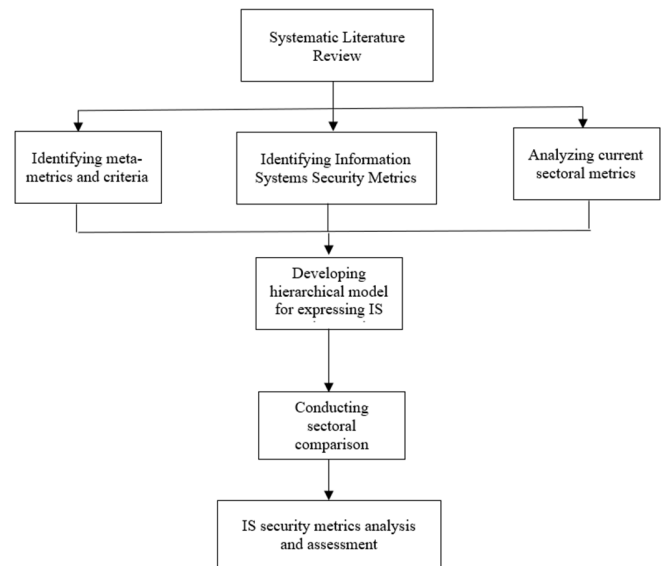 Systematic Literature
Review
Identifying meta-
metrics and criteria
Identifying Information
Systems Security Metrics
Analyzing current
sectoral metrics
Developing
hierarchical model
for expressing IS
Conducting
sectoral
comparison
IS security metrics analysis
and assessment